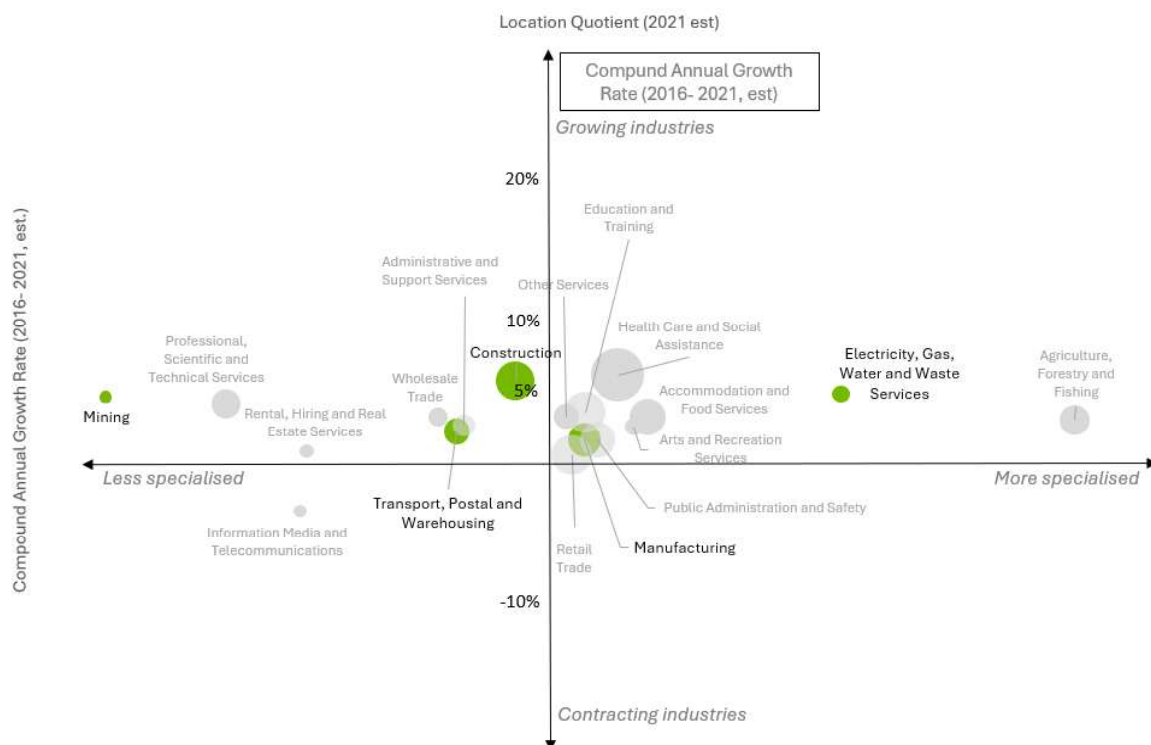 Location Quotient (2021 est)
Compund Annual Growth
Rate (2016- 2021, est)
Growing industries
20%
Education and
Training
Administrative and
Support Services
Other Services
10%
Professional,
Scientific and
Technical Services
Construction
Health Care and Social
Assistance
Electricity, Gas,
Water and Waste
Services
Agriculture,
Forestry and
Fishing
Wholesale
Trade
5%
Accommodation and
Food Services
Mining
Rental, Hiring and Real
Estate Services
Arts and Recreation
Services
Less specialised
More specialised
Transport, Postal and
Warehousing
Public Administration and Safety
Information Media and
Telecommunications
Retail
Trade
Manufacturing
-10%
Contracting industries
Compound Annual Growth Rate (2016- 2021, est.)